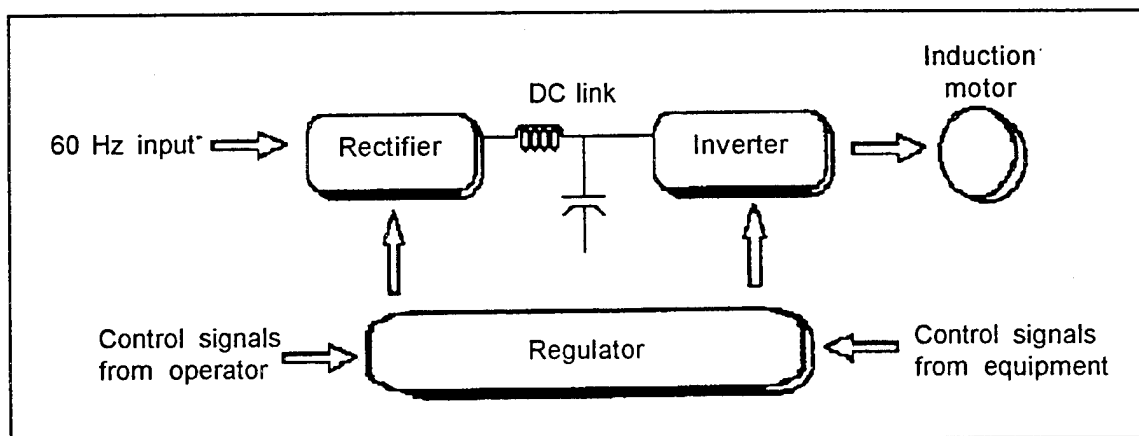 Induction
motor
DC link
60 Hz input
Rectifier
Inverter
Control signals
from operator
Regulator
Control signals
from equipment